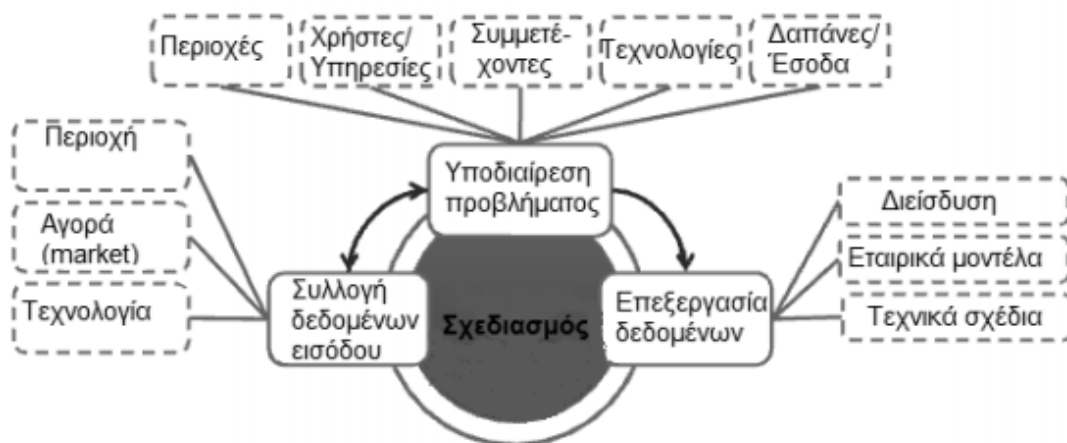 Περιοχές
Χρήστες/
Υπηρεσίες
Συμμετέ-
χοντες
Τεχνολογίες
Δαπάνες/
Έσοδα
Περιοχή
Αγορά
(market)
Τεχνολογία
Υποδιαίρεση
προβλήματος
Συλλογή
δεδομένων
εισόδου
Σχεδιασμός
Επεξεργασία
δεδομένων
Διείσδυση
Εταιρικά μοντέλα
Τεχνικά σχέδια